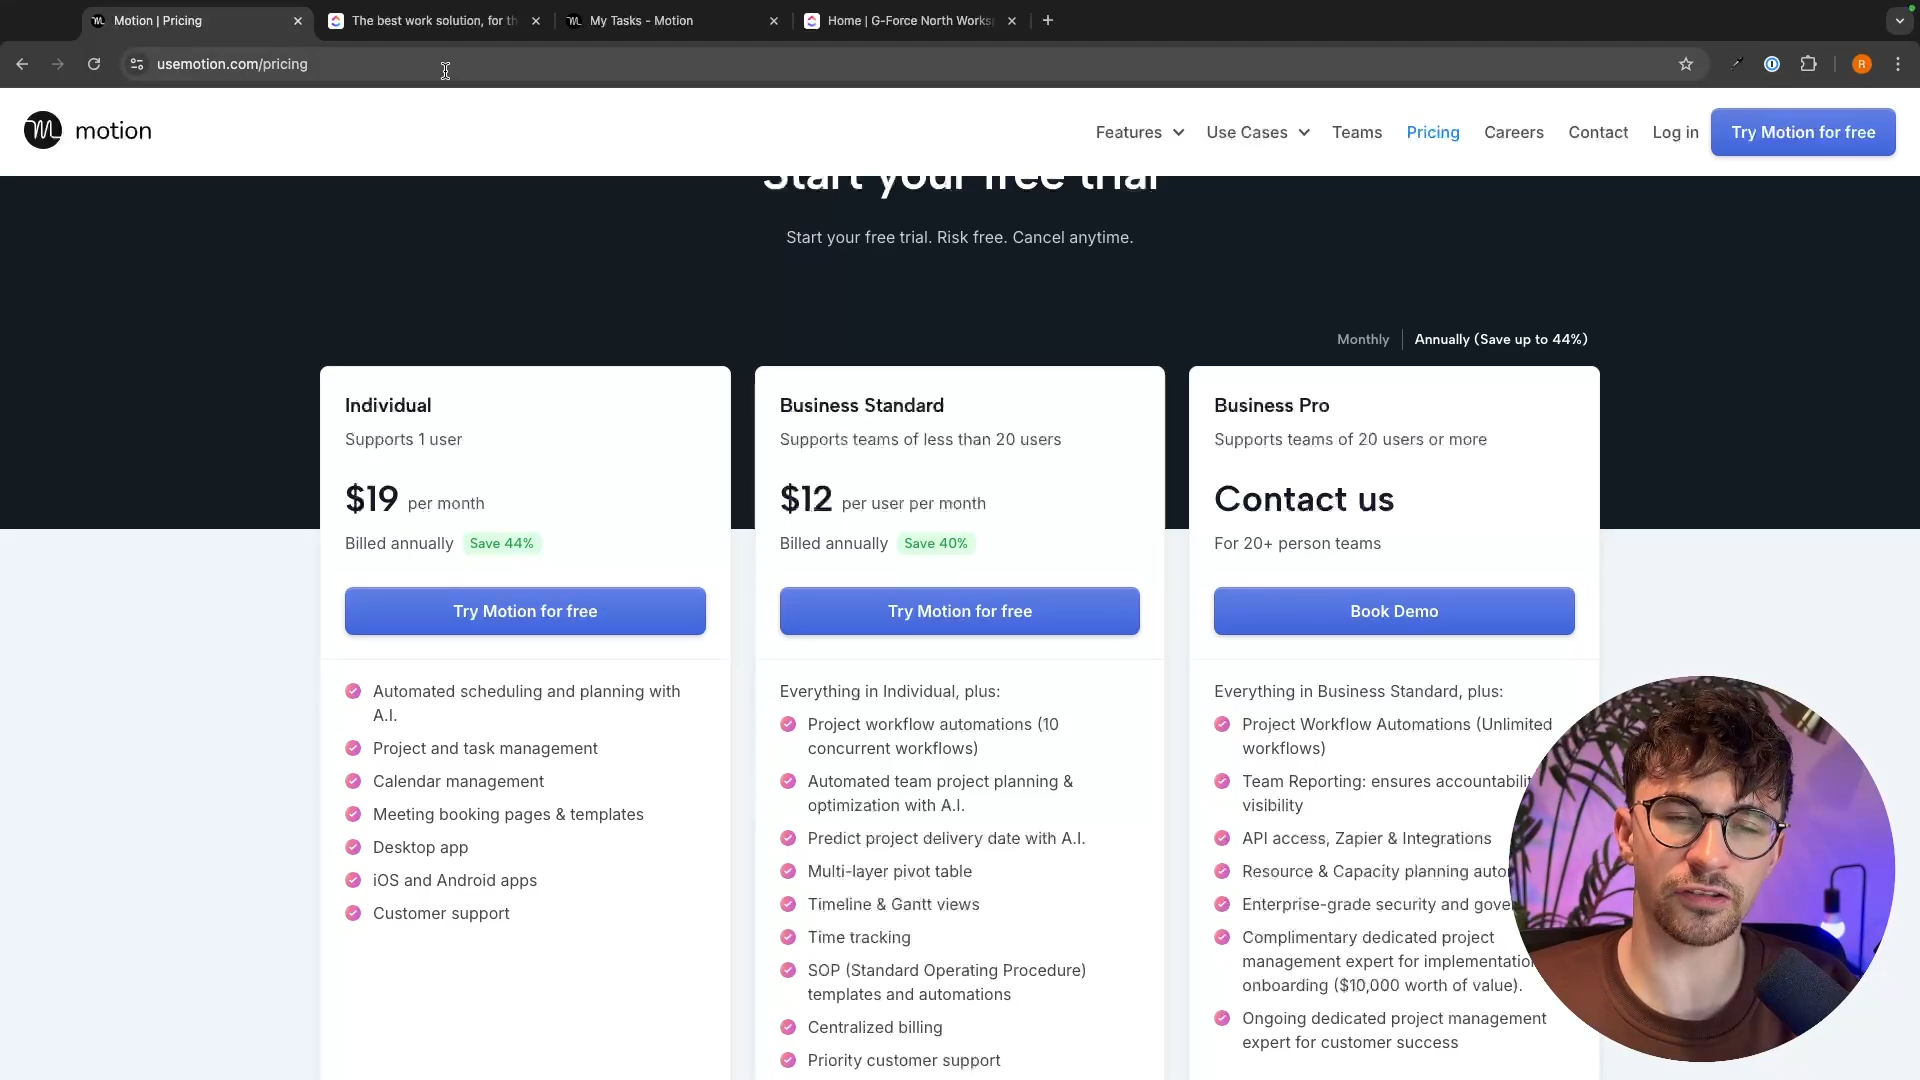 Motion | Pricing
The best work solution, for th
My Tasks - Motion
Home | G-Force North Works
usemotion.com/pricing
R
motion
Features
Use Cases
Teams
Pricing
Careers
Contact
Log in
Try Motion for free
Start your free trial
Start your free trial. Risk free. Cancel anytime.
Monthly
Annually (Save up to 44%)
Individual
Supports 1 user
$19 per month
Billed annually Save 44%
Try Motion for free
Automated scheduling and planning with
A.I.
Project and task management
Calendar management
Meeting booking pages & templates
Desktop app
iOS and Android apps
Customer support
Business Standard
Supports teams of less than 20 users
$12 per user per month
Billed annually Save 40%
Try Motion for free
Everything in Individual, plus:
Project workflow automations (10
concurrent workflows)
Automated team project planning &
optimization with A.I.
Predict project delivery date with A.I.
Multi-layer pivot table
Timeline & Gantt views
Time tracking
SOP (Standard Operating Procedure)
templates and automations
Centralized billing
Priority customer support
Business Pro
Supports teams of 20 users or more
Contact us
For 20+ person teams
Book Demo
Everything in Business Standard, plus:
Project Workflow Automations (Unlimited
workflows)
Team Reporting: ensures accountabilit
visibility
API access, Zapier & Integrations
Resource & Capacity planning auto
Enterprise-grade security and gove
Complimentary dedicated project
management expert for implementatio
onboarding ($10,000 worth of value).
Ongoing dedicated project management
expert for customer success